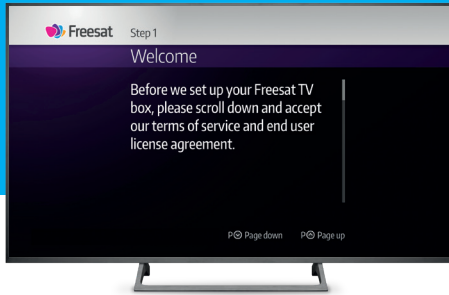 Freesat Step 1
Welcome
Before we set up your Freesat TV
box, please scroll down and accept
our terms of service and end user
license agreement.
P Page down P Page up